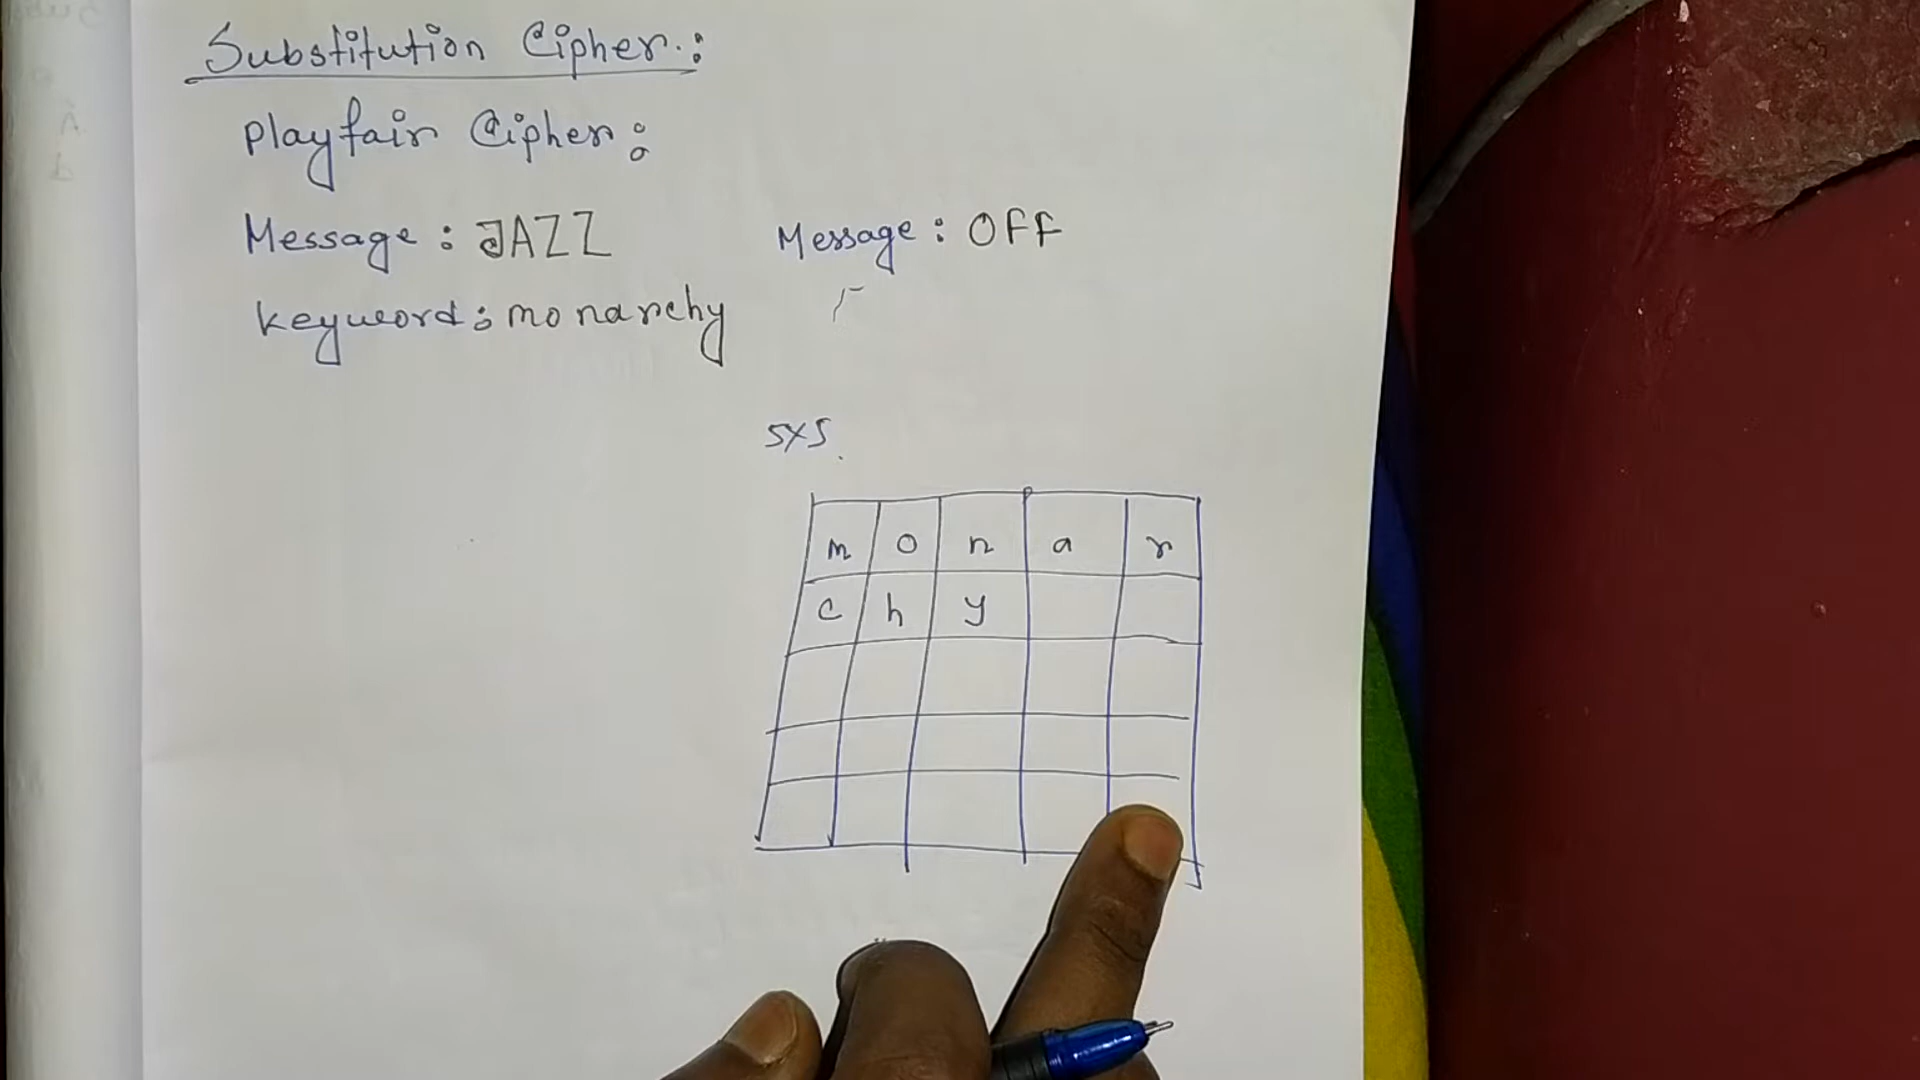 Substitution Cipher:
Playfair Cipher:
Message: JAZZ
Message: OFF
keyword: monarchy
5x5
m o n a r
c h y